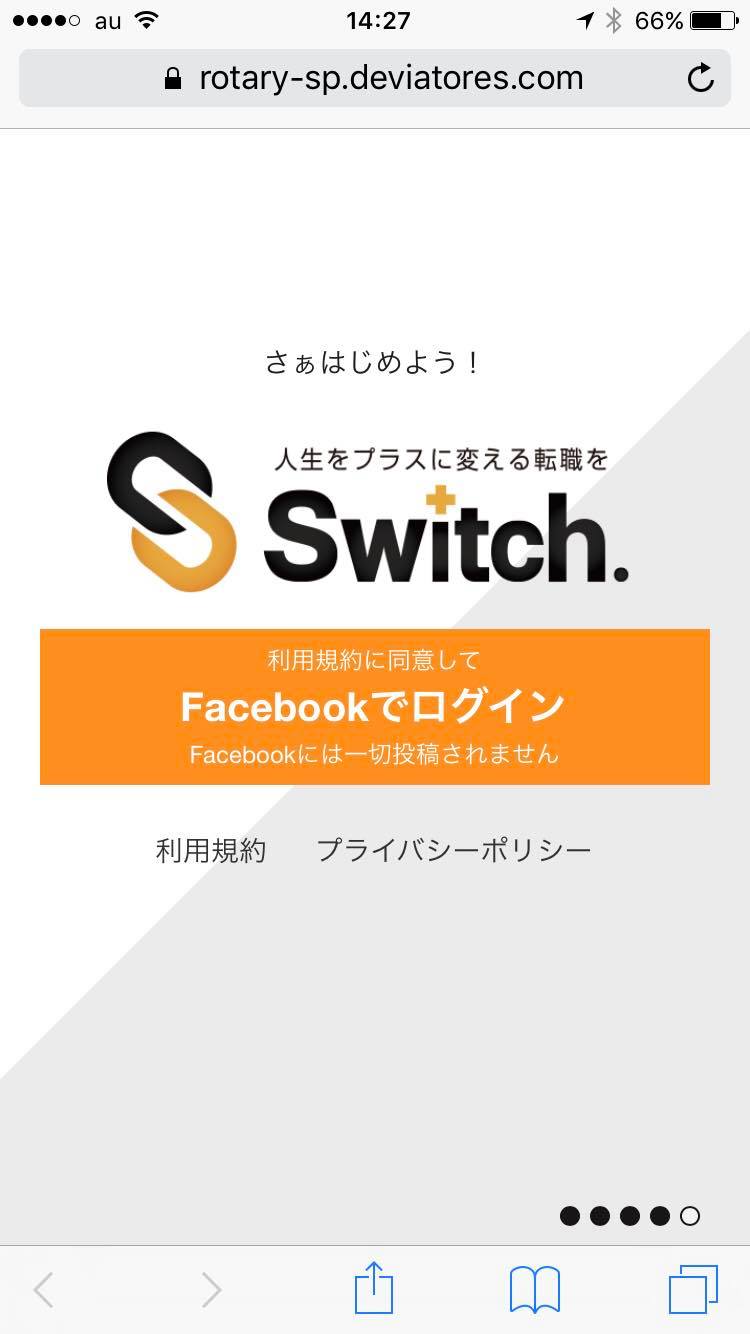 au 14:27 66%
rotary-sp.deviatores.com
さぁはじめよう！
人生をプラスに変える転職を
Switch.
利用規約に同意して
Facebookでログイン
Facebookには一切投稿されません
利用規約 プライバシーポリシー